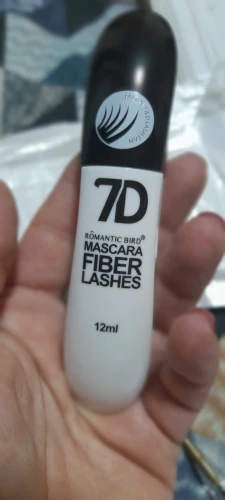 7D
RÔMANTIC BIRD®
MASCARA
FIBER
LASHES
12ml